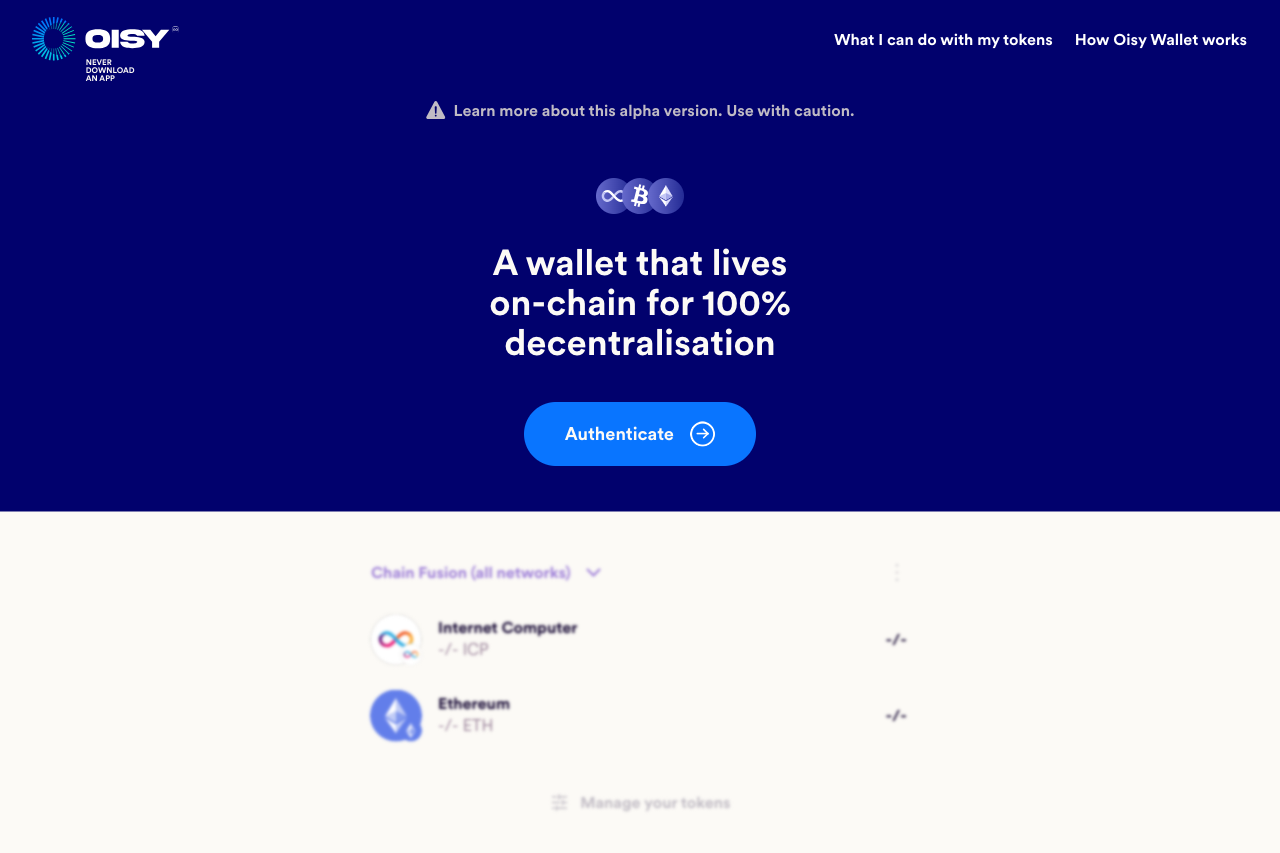 OISY
NEVER
DOWNLOAD
AN APP
What I can do with my tokens
How Oisy Wallet works
Learn more about this alpha version. Use with caution.
A wallet that lives
on-chain for 100%
decentralisation
Authenticate
Chain Fusion (all networks)
Internet Computer
-/- ICP
-/-
Ethereum
-/- ETH
-/-
Manage your tokens